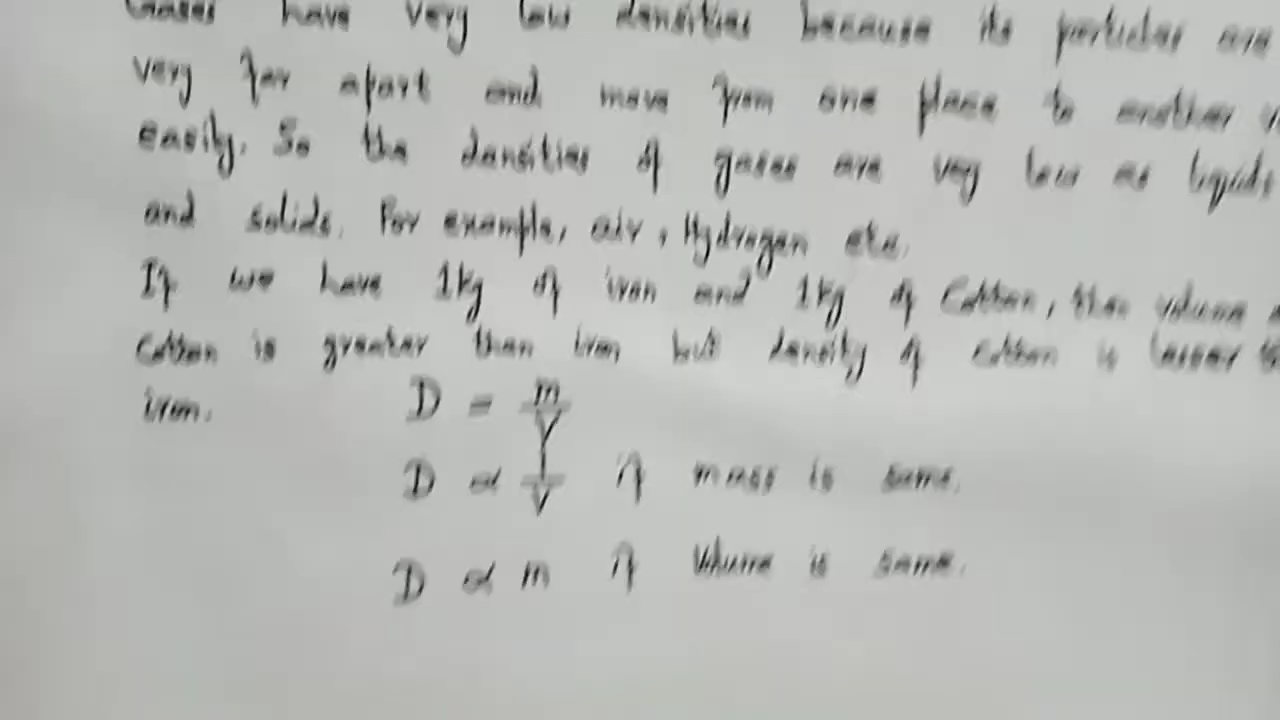 Gases have very low densities because its particles are
very far apart and move from one place to another
easily. So the densities of gases are very low as liquids
and solids. For example, air, Hydrogen etc.
If we have 1kg of iron and 1kg of Cotton, then volume
Cotton is greater than iron but density of cotton is lesser
iron.
D = m/V
D ∝ 1/V if mass is same.
D ∝ m if Volume is same.